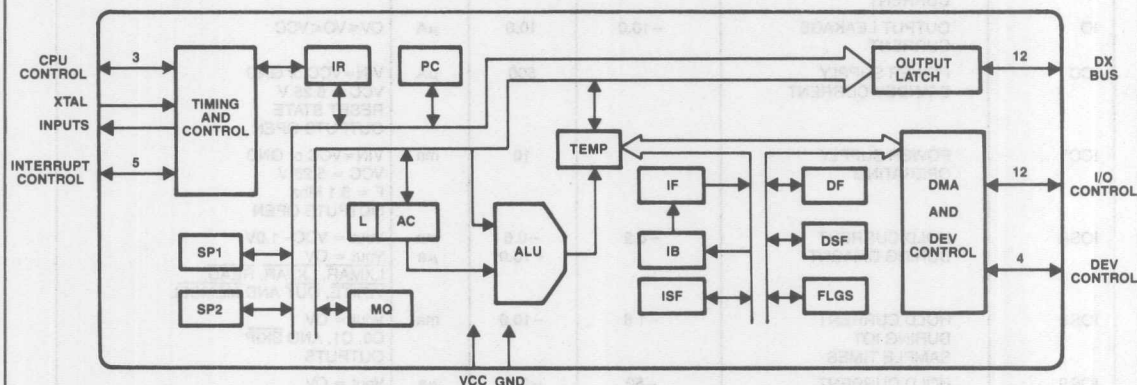 CPU CONTROL
3
XTAL
INPUTS
INTERRUPT CONTROL
5
TIMING AND CONTROL
IR
PC
OUTPUT LATCH
12
DX BUS
TEMP
L
AC
ALU
SP1
SP2
MQ
IF
IB
ISF
DF
DSF
FLGS
DMA AND DEV CONTROL
12
I/O CONTROL
4
DEV CONTROL
VCC GND